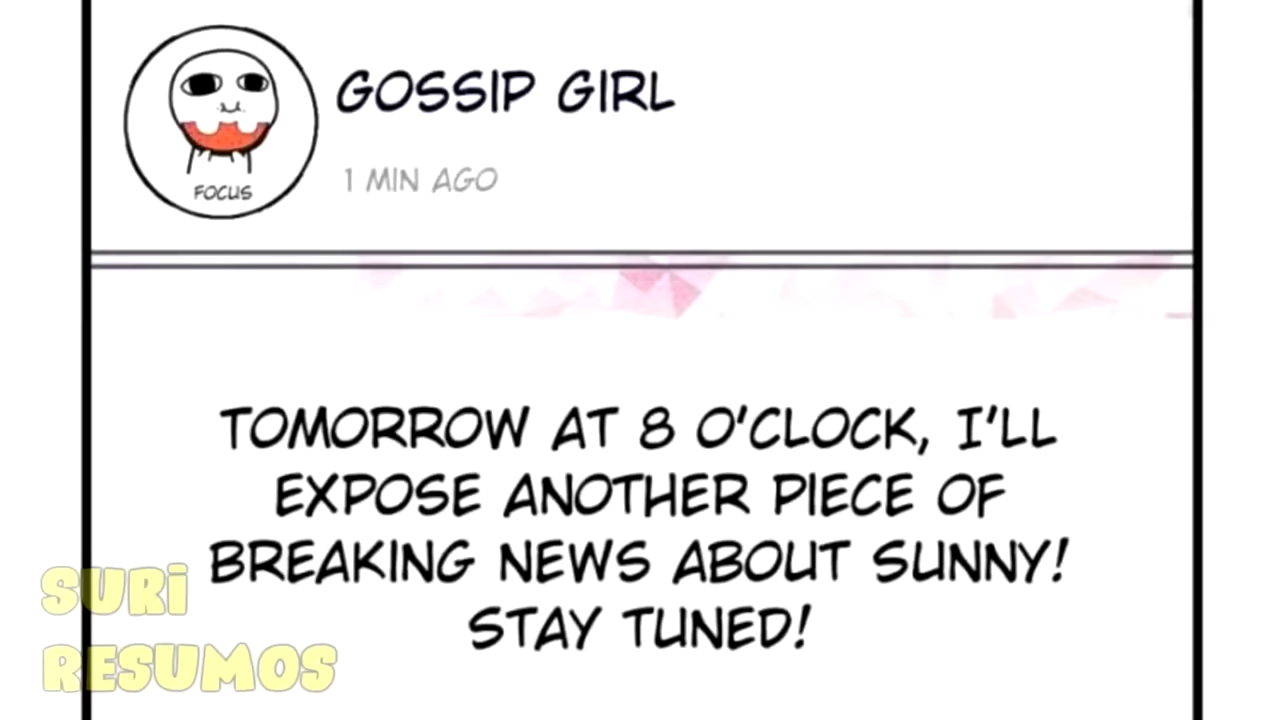 GOSSIP GIRL
1 MIN AGO
FOCUS
TOMORROW AT 8 O'CLOCK, I'LL
EXPOSE ANOTHER PIECE OF
BREAKING NEWS ABOUT SUNNY!
STAY TUNED!
SURi
RESUMOS